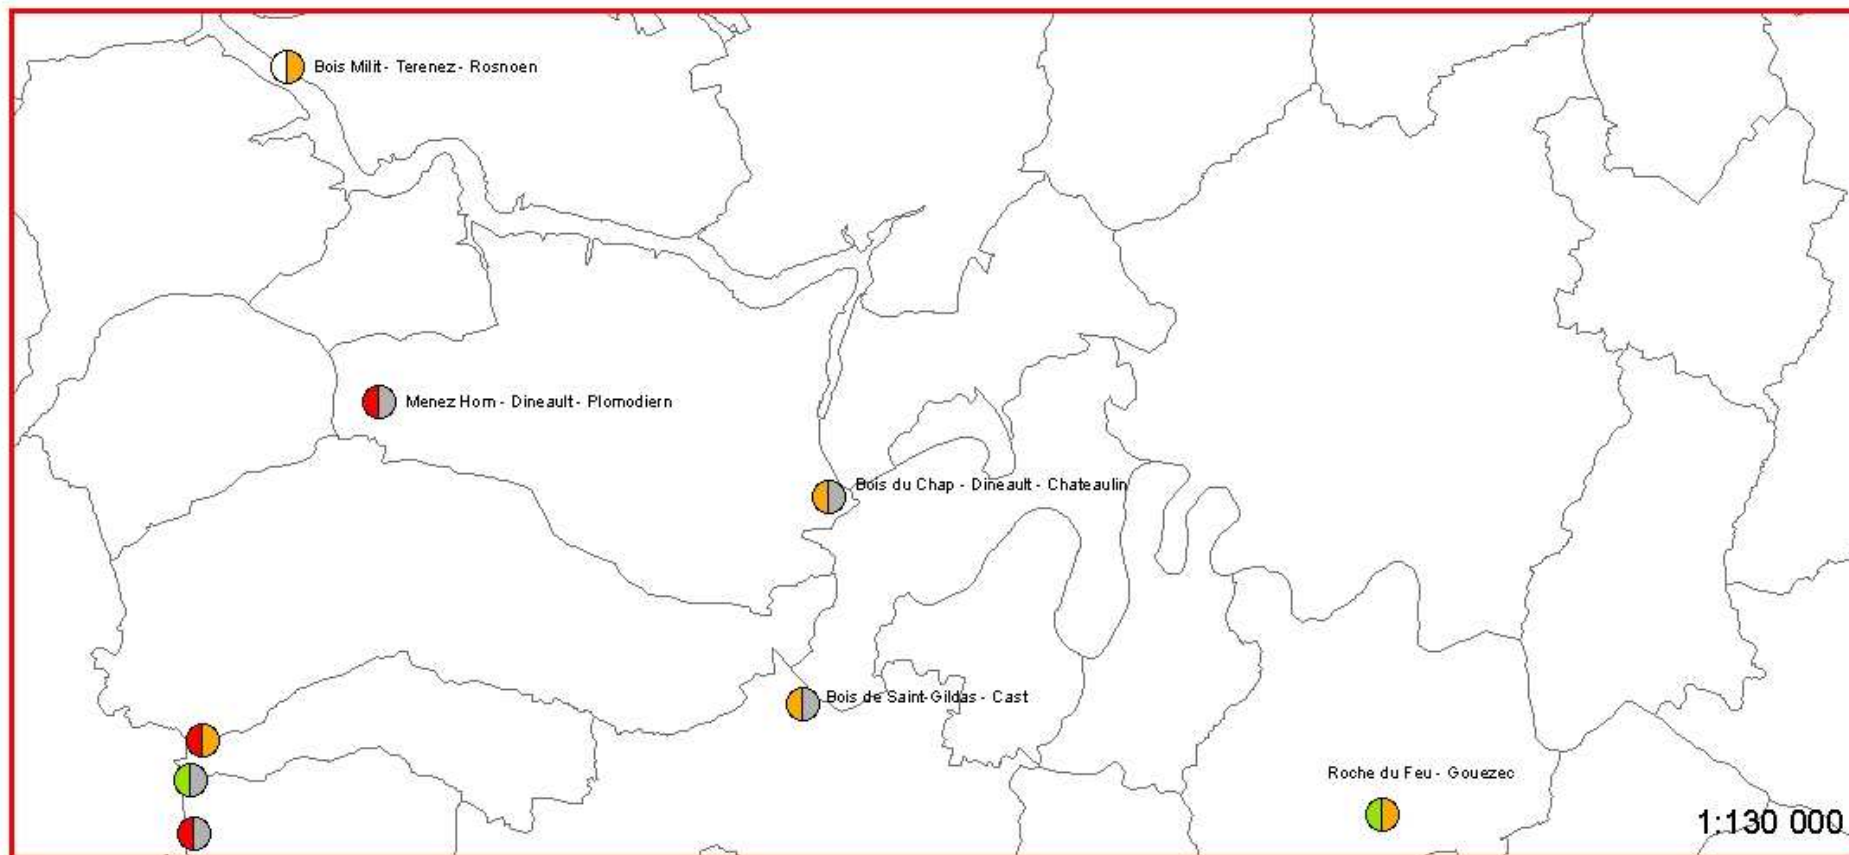 Bois Milit - Terenez - Rosnoen
Menez Hom - Dineault - Plomodiern
Bois du Chap - Dineault - Chateaulin
Bois de Saint-Gildas - Cast
Roche du Feu - Gouezec
1:130 000